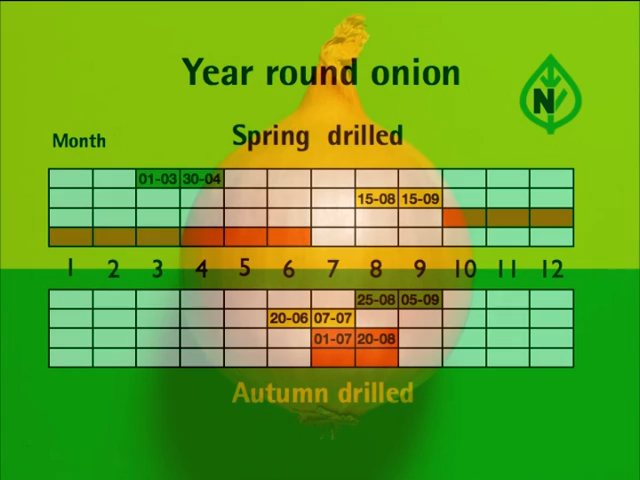 Year round onion
N
Month
Spring drilled
01-03 30-04
15-08 15-09
1 2 3 4 5 6 7 8 9 10 11 12
25-08 05-09
20-06 07-07
01-07 20-08
Autumn drilled